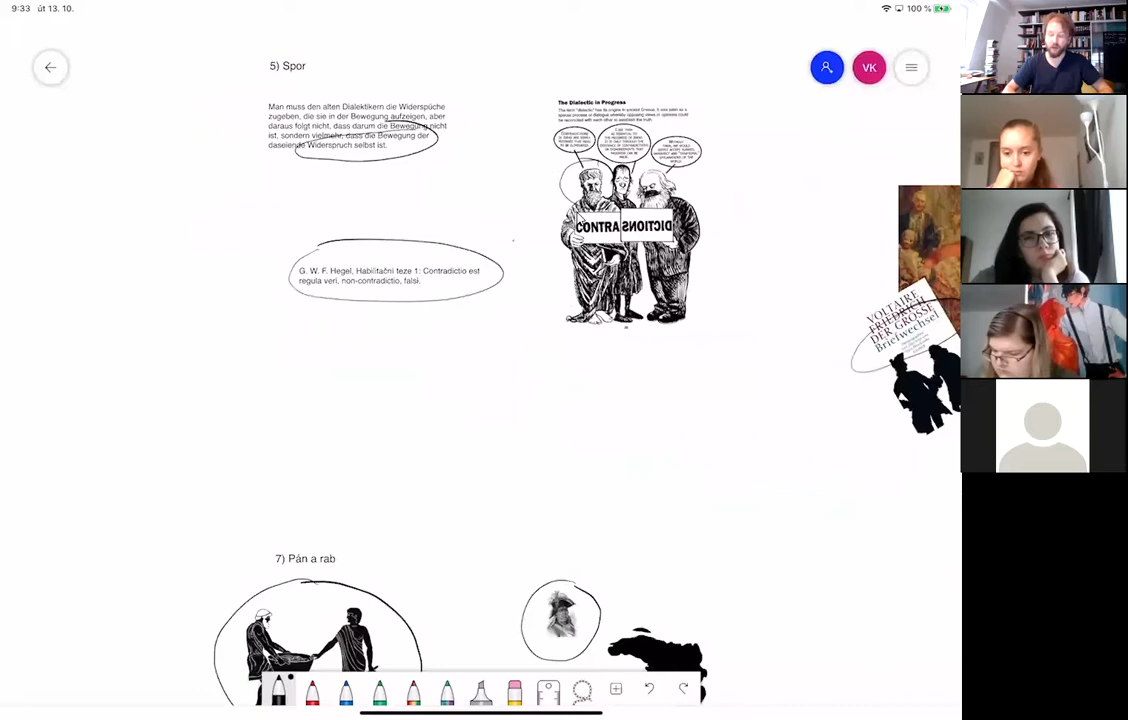 9:33 út 13. 10.
100 %
5) Spor
VK
Man muss den alten Dialektikern die Widersprüche
zugeben, die sie in der Bewegung aufzeigen, aber
daraus folgt nicht, dass darum die Bewegung nicht
ist, sondern vielmehr, dass die Bewegung der
daseiende Widerspruch selbst ist.
The Dialectic in Progress
CONTRA
DICTIONS
G. W. F. Hegel, Habilitační teze 1: Contradictio est
regula veri, non-contradictio, falsi.
VOLTAIRE
FRIEDRICH
DER GROSSE
Briefwechsel
7) Pán a rab